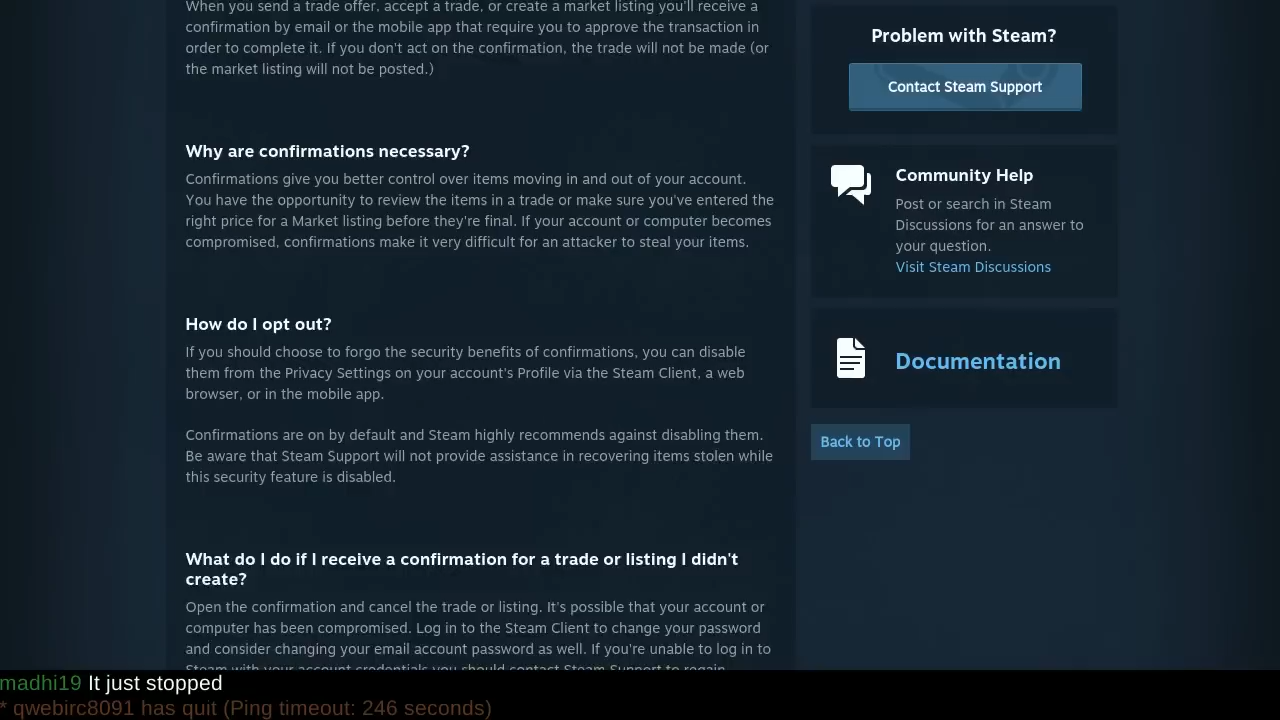 When you send a trade offer, accept a trade, or create a market listing you'll receive a
confirmation by email or the mobile app that require you to approve the transaction in
order to complete it. If you don't act on the confirmation, the trade will not be made (or
the market listing will not be posted.)
Why are confirmations necessary?
Confirmations give you better control over items moving in and out of your account.
You have the opportunity to review the items in a trade or make sure you've entered the
right price for a Market listing before they're final. If your account or computer becomes
compromised, confirmations make it very difficult for an attacker to steal your items.
How do I opt out?
If you should choose to forgo the security benefits of confirmations, you can disable
them from the Privacy Settings on your account's Profile via the Steam Client, a web
browser, or in the mobile app.
Confirmations are on by default and Steam highly recommends against disabling them.
Be aware that Steam Support will not provide assistance in recovering items stolen while
this security feature is disabled.
What do I do if I receive a confirmation for a trade or listing I didn't
create?
Open the confirmation and cancel the trade or listing. It's possible that your account or
computer has been compromised. Log in to the Steam Client to change your password
and consider changing your email account password as well. If you're unable to log in to
Steam with your account credentials you should contact Steam Support to regain
Problem with Steam?
Contact Steam Support
Community Help
Post or search in Steam
Discussions for an answer to
your question.
Visit Steam Discussions
Documentation
Back to Top
madhi19 It just stopped
* qwebirc8091 has quit (Ping timeout: 246 seconds)